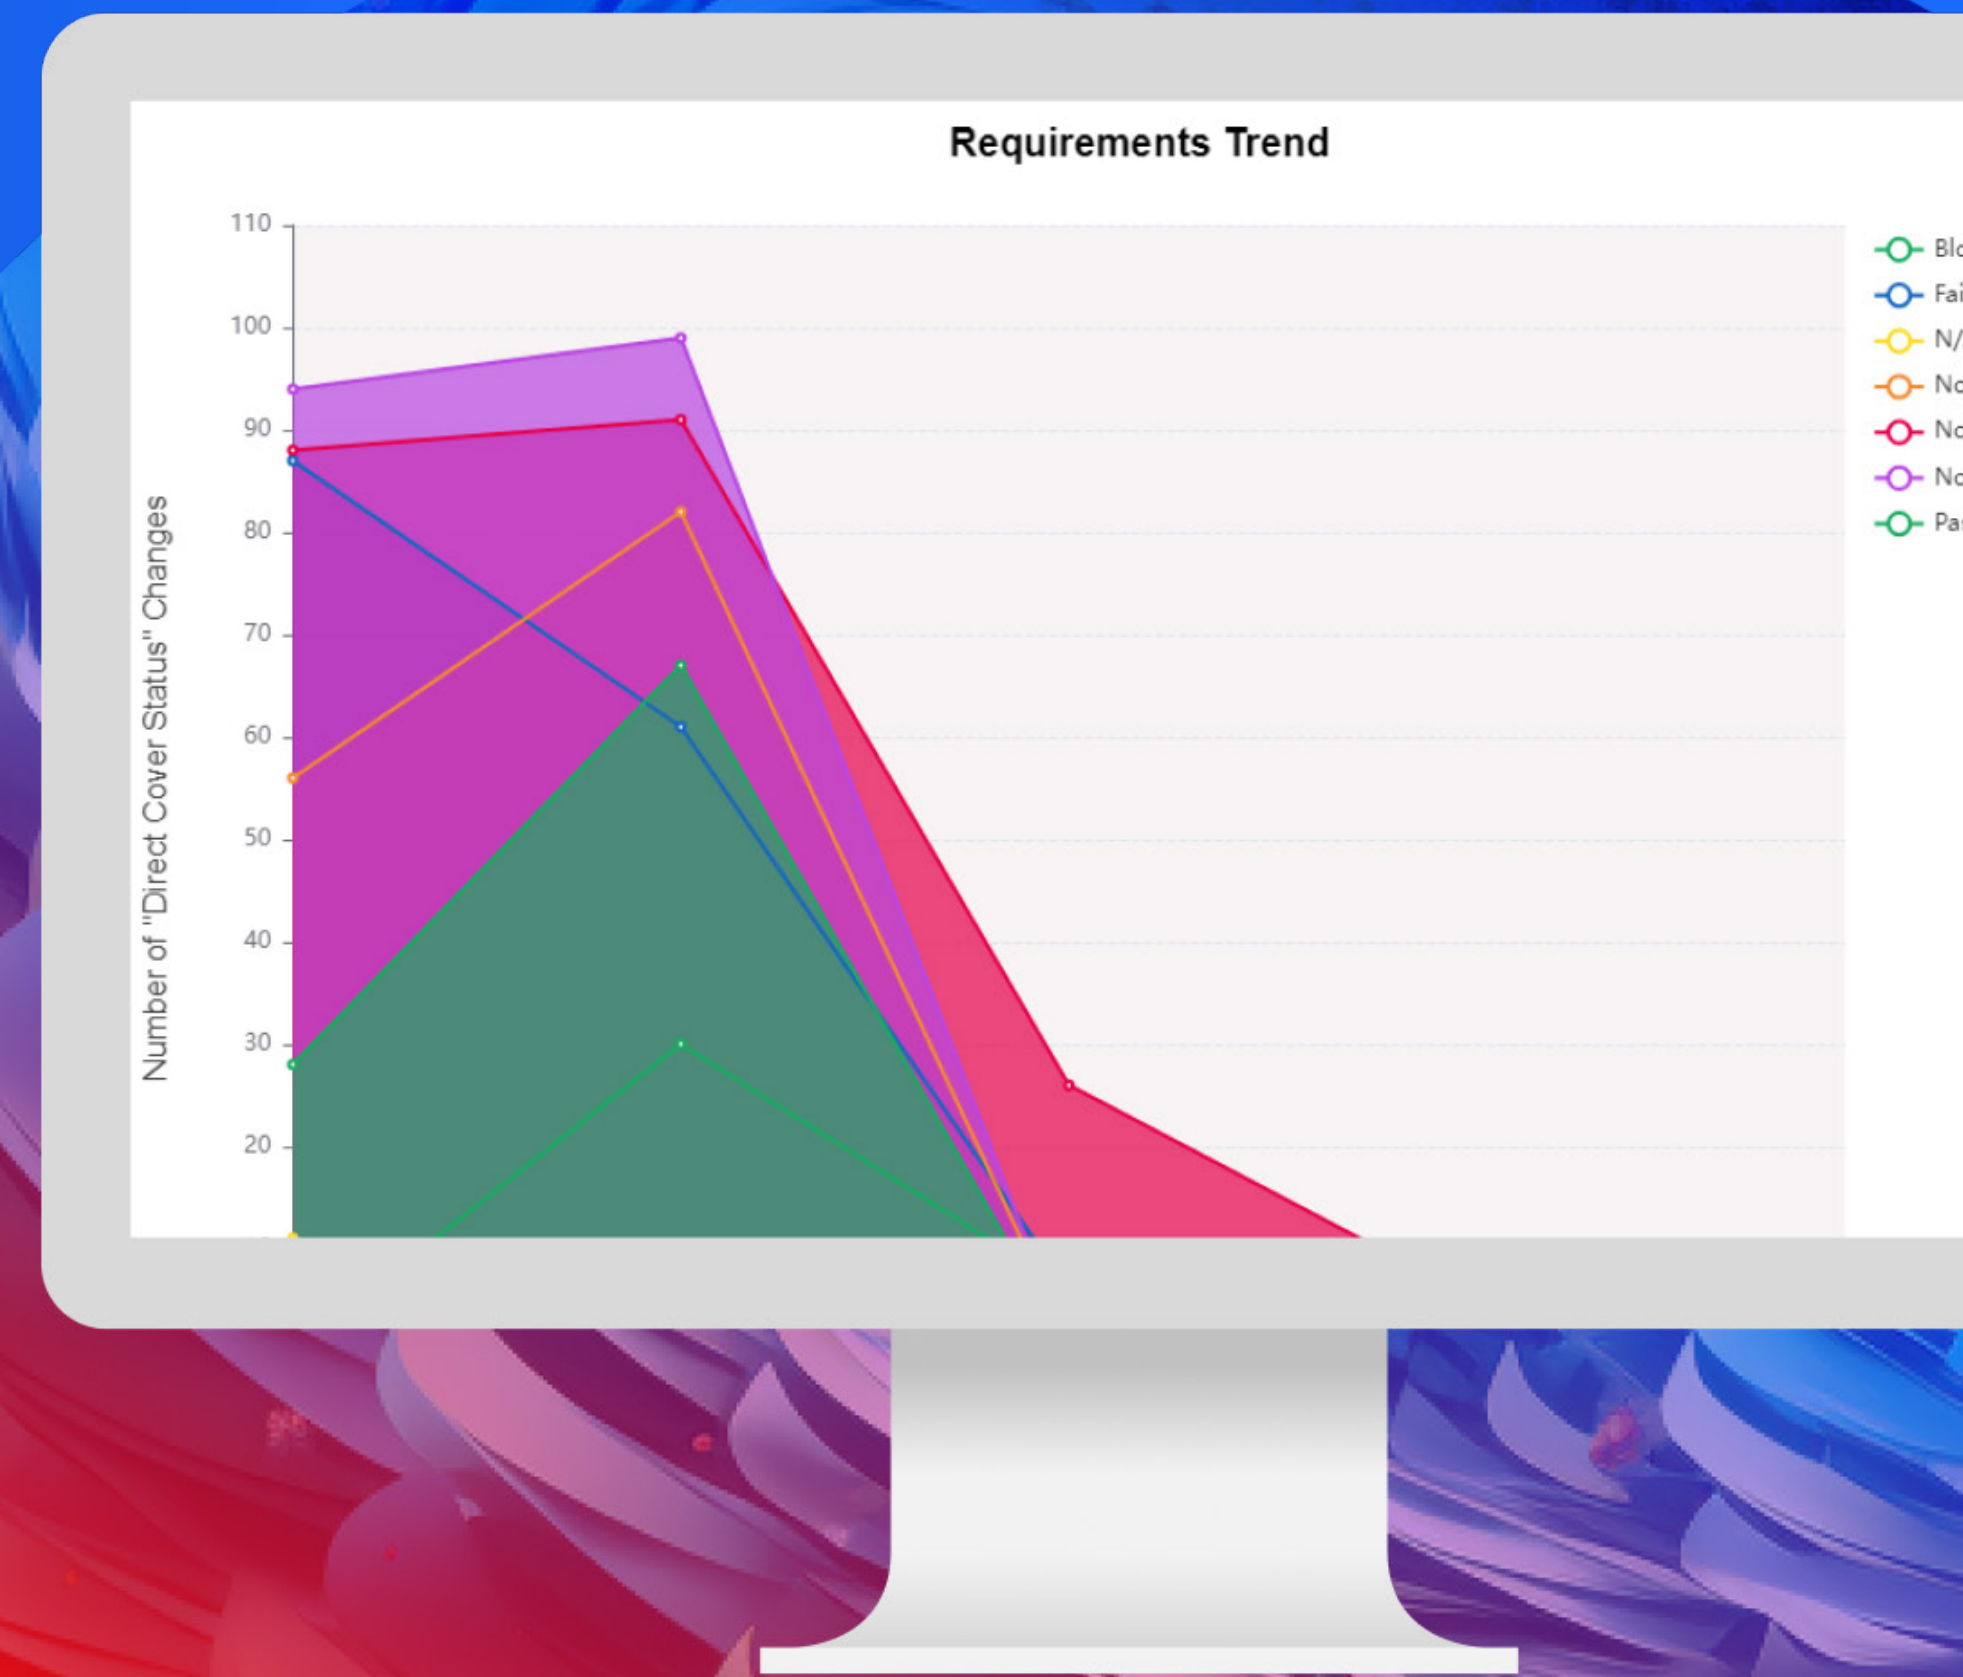 Requirements Trend
110
100
90
80
70
60
50
40
30
20
Number of "Direct Cover Status" Changes
Blo
Fai
N/
No
No
No
Pas